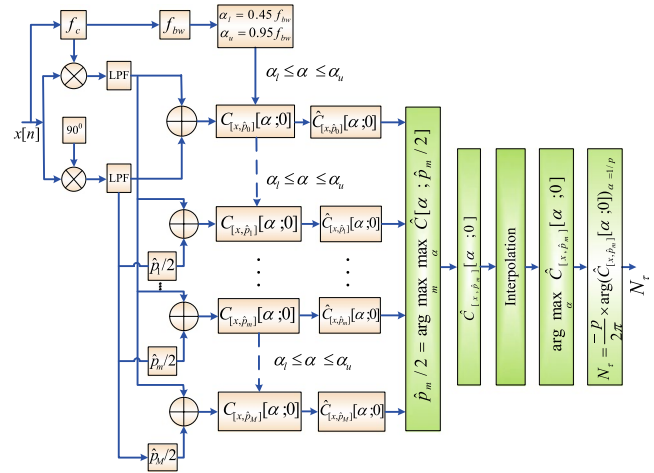 f_c
f_bw
α_l = 0.45 f_bw
α_u = 0.95 f_bw
α_l ≤ α ≤ α_u
LPF
x[n]
90⁰
LPF
C_[x,p̂_0][α ;0]
Ĉ_[x,p̂_0][α ;0]
α_l ≤ α ≤ α_u
C_[x,p̂_1][α ;0]
Ĉ_[x,p̂_1][α ;0]
p̂_l/2
C_[x,p̂_m][α ;0]
Ĉ_[x,p̂_m][α ;0]
p̂_m/2
α_l ≤ α ≤ α_u
C_[x,p̂_M][α ;0]
Ĉ_[x,p̂_M][α ;0]
p̂_M/2
p̂_m / 2 = arg max_m max_α Ĉ[α ; p̂_m / 2]
Ĉ_[x,p̂_m][α ;0]
Interpolation
arg max_α Ĉ_[x,p̂_m][α ;0]
N_τ = −p/2π × arg(Ĉ_[x,p̂_m][α ;0])_α=1/p
N_τ